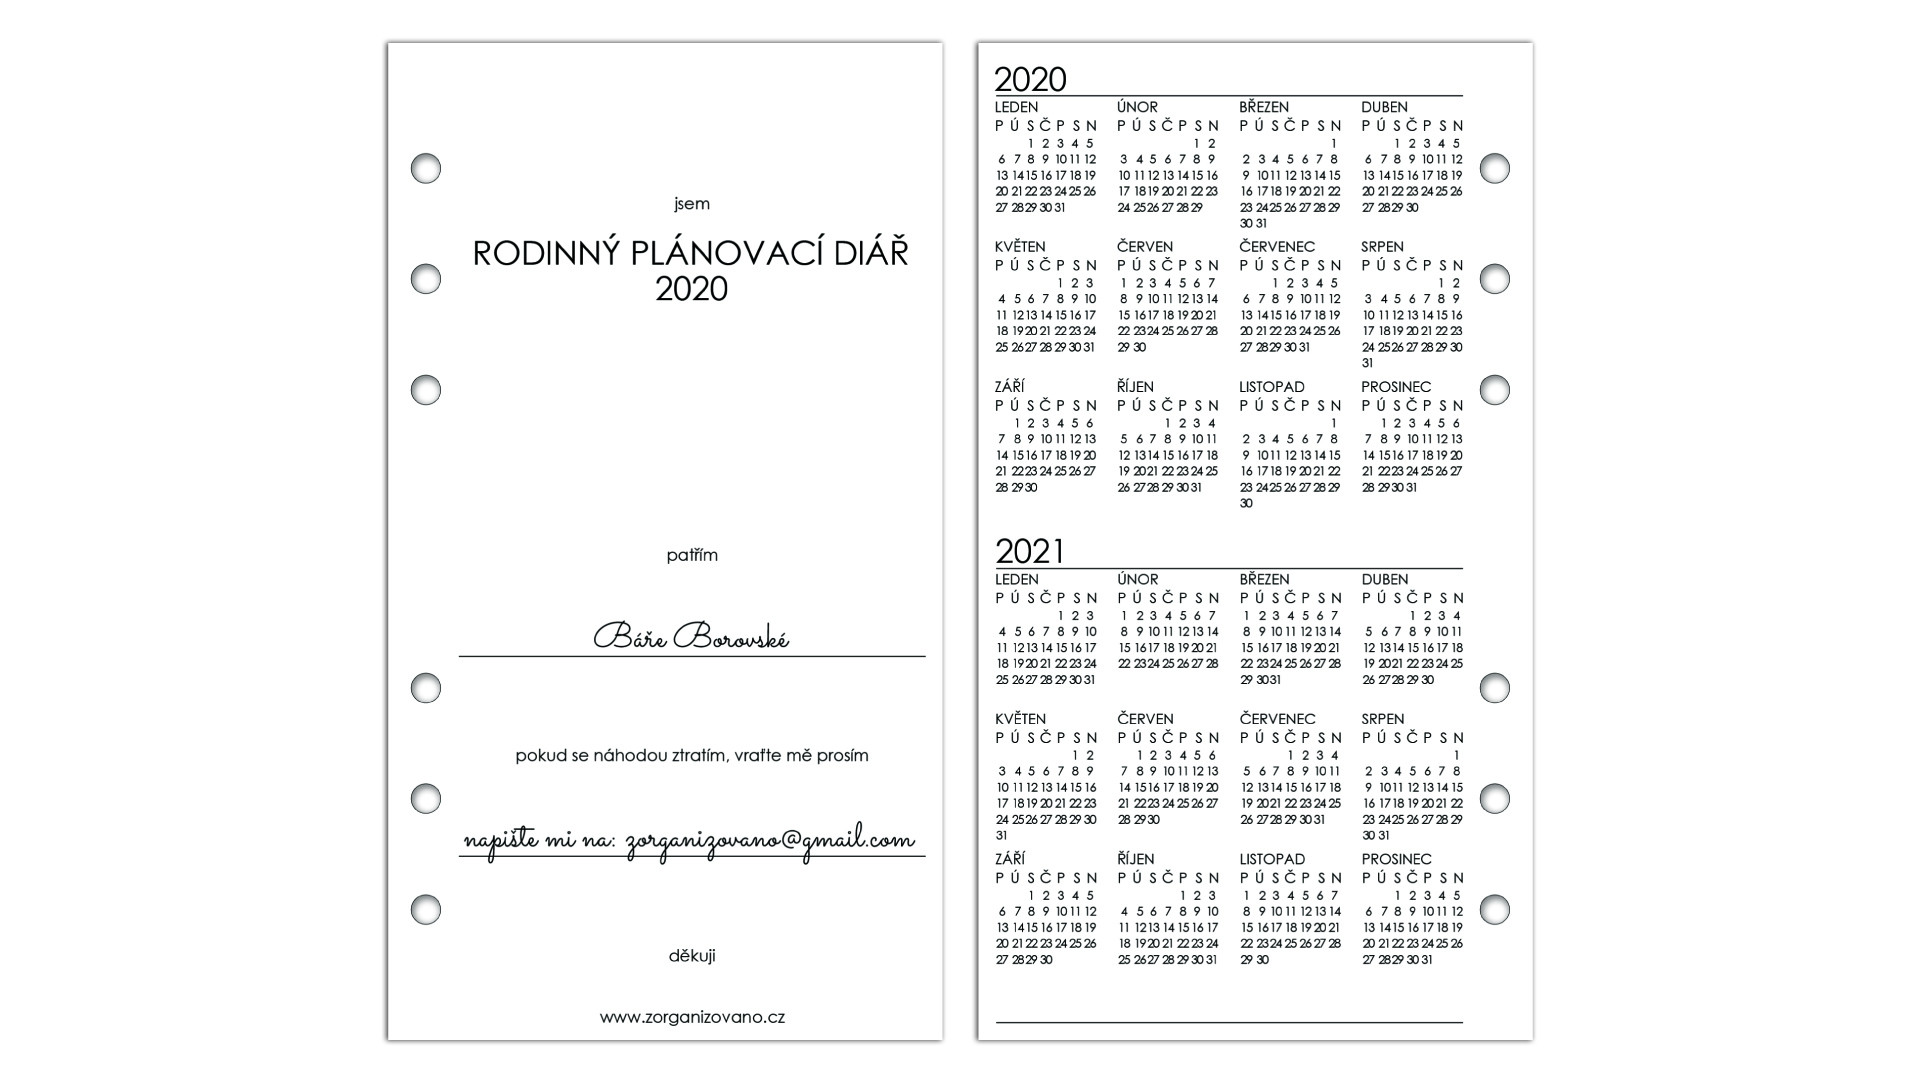 jsem
RODINNÝ PLÁNOVACÍ DIÁŘ
2020
patřím
Báře Borovské
pokud se náhodou ztratím, vraťte mě prosím
napište mi na: zorganizovano@gmail.com
děkuji
www.zorganizovano.cz
2020
LEDEN ÚNOR BŘEZEN DUBEN
P Ú S Č P S N P Ú S Č P S N P Ú S Č P S N P Ú S Č P S N
1 2 3 4 5 1 2 1 1 2 3 4 5
6 7 8 9 10 11 12 3 4 5 6 7 8 9 2 3 4 5 6 7 8 6 7 8 9 10 11 12
13 14 15 16 17 18 19 10 11 12 13 14 15 16 9 10 11 12 13 14 15 13 14 15 16 17 18 19
20 21 22 23 24 25 26 17 18 19 20 21 22 23 16 17 18 19 20 21 22 20 21 22 23 24 25 26
27 28 29 30 31 24 25 26 27 28 29 23 24 25 26 27 28 29 27 28 29 30
30 31
KVĚTEN ČERVEN ČERVENEC SRPEN
P Ú S Č P S N P Ú S Č P S N P Ú S Č P S N P Ú S Č P S N
1 2 3 1 2 3 4 5 6 7 1 2 3 4 5 1 2
4 5 6 7 8 9 10 8 9 10 11 12 13 14 6 7 8 9 10 11 12 3 4 5 6 7 8 9
11 12 13 14 15 16 17 15 16 17 18 19 20 21 13 14 15 16 17 18 19 10 11 12 13 14 15 16
18 19 20 21 22 23 24 22 23 24 25 26 27 28 20 21 22 23 24 25 26 17 18 19 20 21 22 23
25 26 27 28 29 30 31 29 30 27 28 29 30 31 24 25 26 27 28 29 30
31
ZÁŘÍ ŘÍJEN LISTOPAD PROSINEC
P Ú S Č P S N P Ú S Č P S N P Ú S Č P S N P Ú S Č P S N
1 2 3 4 5 6 1 2 3 4 1 1 2 3 4 5 6
7 8 9 10 11 12 13 5 6 7 8 9 10 11 2 3 4 5 6 7 8 7 8 9 10 11 12 13
14 15 16 17 18 19 20 12 13 14 15 16 17 18 9 10 11 12 13 14 15 14 15 16 17 18 19 20
21 22 23 24 25 26 27 19 20 21 22 23 24 25 16 17 18 19 20 21 22 21 22 23 24 25 26 27
28 29 30 26 27 28 29 30 31 23 24 25 26 27 28 29 28 29 30 31
30
2021
LEDEN ÚNOR BŘEZEN DUBEN
P Ú S Č P S N P Ú S Č P S N P Ú S Č P S N P Ú S Č P S N
1 2 3 1 2 3 4 5 6 7 1 2 3 4 5 6 7 1 2 3 4
4 5 6 7 8 9 10 8 9 10 11 12 13 14 8 9 10 11 12 13 14 5 6 7 8 9 10 11
11 12 13 14 15 16 17 15 16 17 18 19 20 21 15 16 17 18 19 20 21 12 13 14 15 16 17 18
18 19 20 21 22 23 24 22 23 24 25 26 27 28 22 23 24 25 26 27 28 19 20 21 22 23 24 25
25 26 27 28 29 30 31 29 30 31 26 27 28 29 30
KVĚTEN ČERVEN ČERVENEC SRPEN
P Ú S Č P S N P Ú S Č P S N P Ú S Č P S N P Ú S Č P S N
1 2 1 2 3 4 5 6 1 2 3 4 1
3 4 5 6 7 8 9 7 8 9 10 11 12 13 5 6 7 8 9 10 11 2 3 4 5 6 7 8
10 11 12 13 14 15 16 14 15 16 17 18 19 20 12 13 14 15 16 17 18 9 10 11 12 13 14 15
17 18 19 20 21 22 23 21 22 23 24 25 26 27 19 20 21 22 23 24 25 16 17 18 19 20 21 22
24 25 26 27 28 29 30 28 29 30 26 27 28 29 30 31 23 24 25 26 27 28 29
31 30 31
ZÁŘÍ ŘÍJEN LISTOPAD PROSINEC
P Ú S Č P S N P Ú S Č P S N P Ú S Č P S N P Ú S Č P S N
1 2 3 4 5 1 2 3 1 2 3 4 5 6 7 1 2 3 4 5
6 7 8 9 10 11 12 4 5 6 7 8 9 10 8 9 10 11 12 13 14 6 7 8 9 10 11 12
13 14 15 16 17 18 19 11 12 13 14 15 16 17 15 16 17 18 19 20 21 13 14 15 16 17 18 19
20 21 22 23 24 25 26 18 19 20 21 22 23 24 22 23 24 25 26 27 28 20 21 22 23 24 25 26
27 28 29 30 25 26 27 28 29 30 31 29 30 27 28 29 30 31